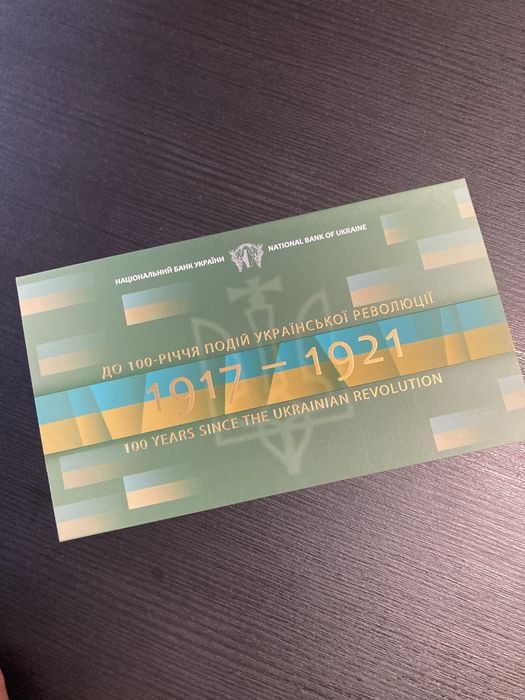 НАЦІОНАЛЬНИЙ БАНК УКРАЇНИ NATIONAL BANK OF UKRAINE
ДО 100-РІЧЧЯ ПОДІЙ УКРАЇНСЬКОЇ РЕВОЛЮЦІЇ
1917 – 1921
100 YEARS SINCE THE UKRAINIAN REVOLUTION